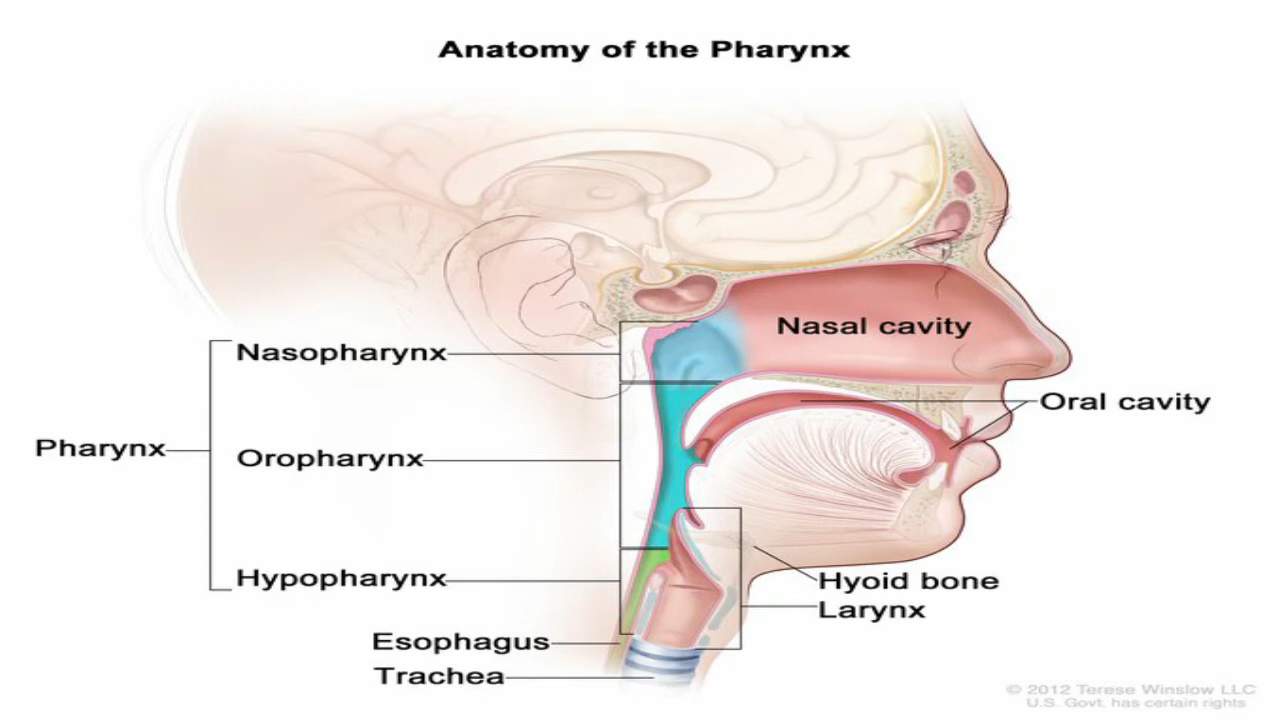 Anatomy of the Pharynx
Nasal cavity
Nasopharynx
Oral cavity
Pharynx
Oropharynx
Hypopharynx
Hyoid bone
Larynx
Esophagus
Trachea
© 2012 Terese Winslow LLC
U.S. Govt. has certain rights